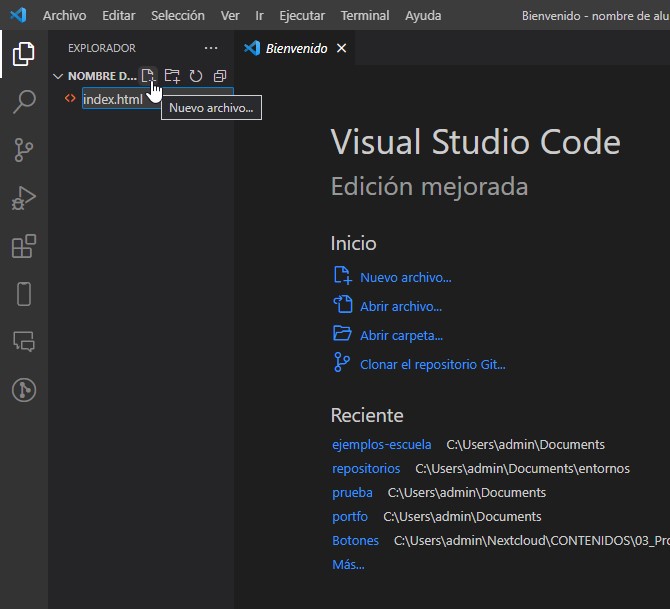 Archivo Editar Selección Ver Ir Ejecutar Terminal Ayuda Bienvenido - nombre de alu
EXPLORADOR ···
Bienvenido
NOMBRE D...
index.html
Nuevo archivo...
Visual Studio Code
Edición mejorada
Inicio
Nuevo archivo...
Abrir archivo...
Abrir carpeta...
Clonar el repositorio Git...
Reciente
ejemplos-escuela C:\Users\admin\Documents
repositorios C:\Users\admin\Documents\entornos
prueba C:\Users\admin\Documents
portfo C:\Users\admin\Documents
Botones C:\Users\admin\Nextcloud\CONTENIDOS\03_Pro
Más...